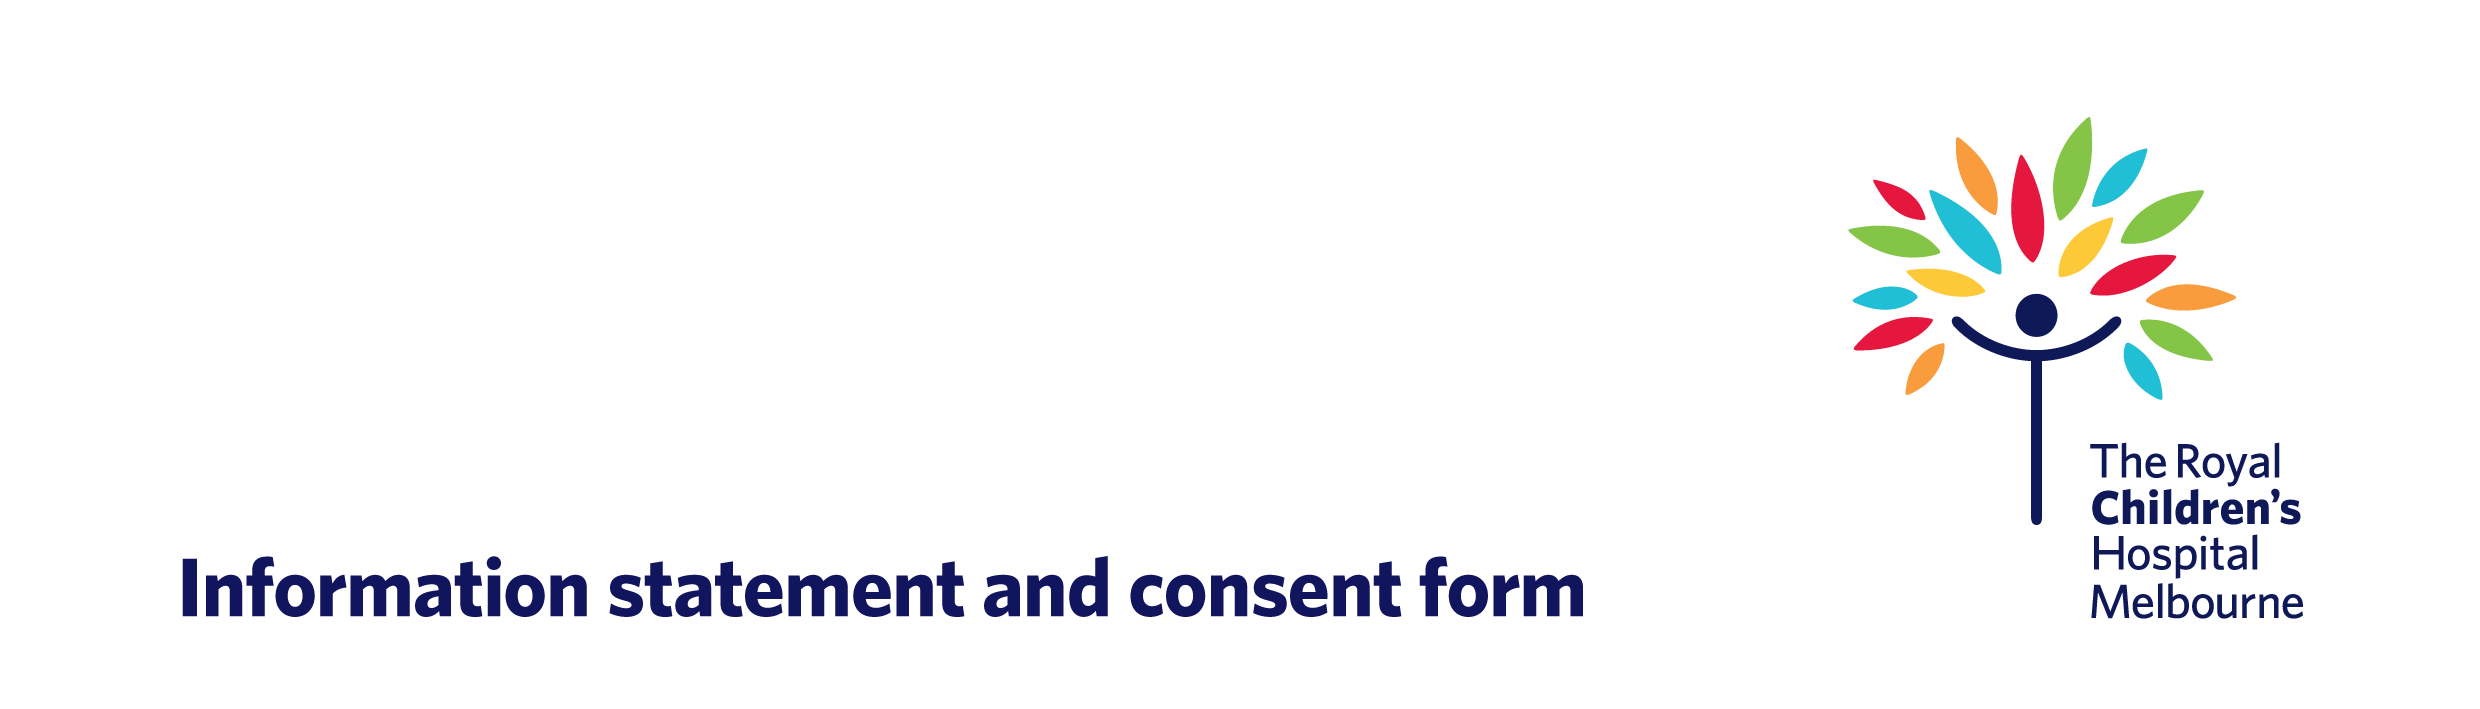 Information statement and consent form
The Royal
Children's
Hospital
Melbourne